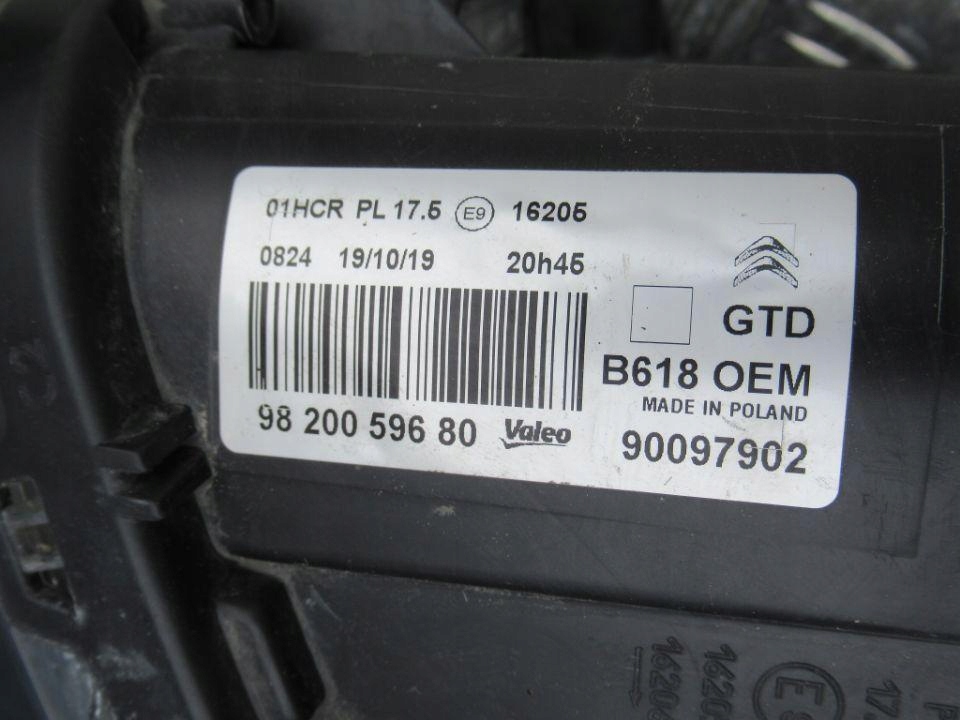 01HCR PL 17.5 E9 16205
0824 19/10/19 20h45
GTD
B618 OEM
MADE IN POLAND
98 200 596 80 Valeo 90097902